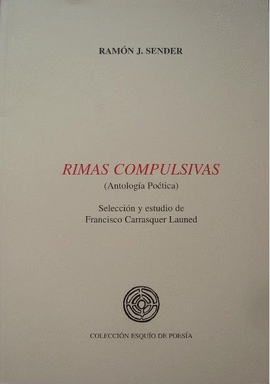 RAMÓN J. SENDER
RIMAS COMPULSIVAS
(Antología Poética)
Selección y estudio de
Francisco Carrasquer Launed
COLECCIÓN ESQUÍO DE POESÍA